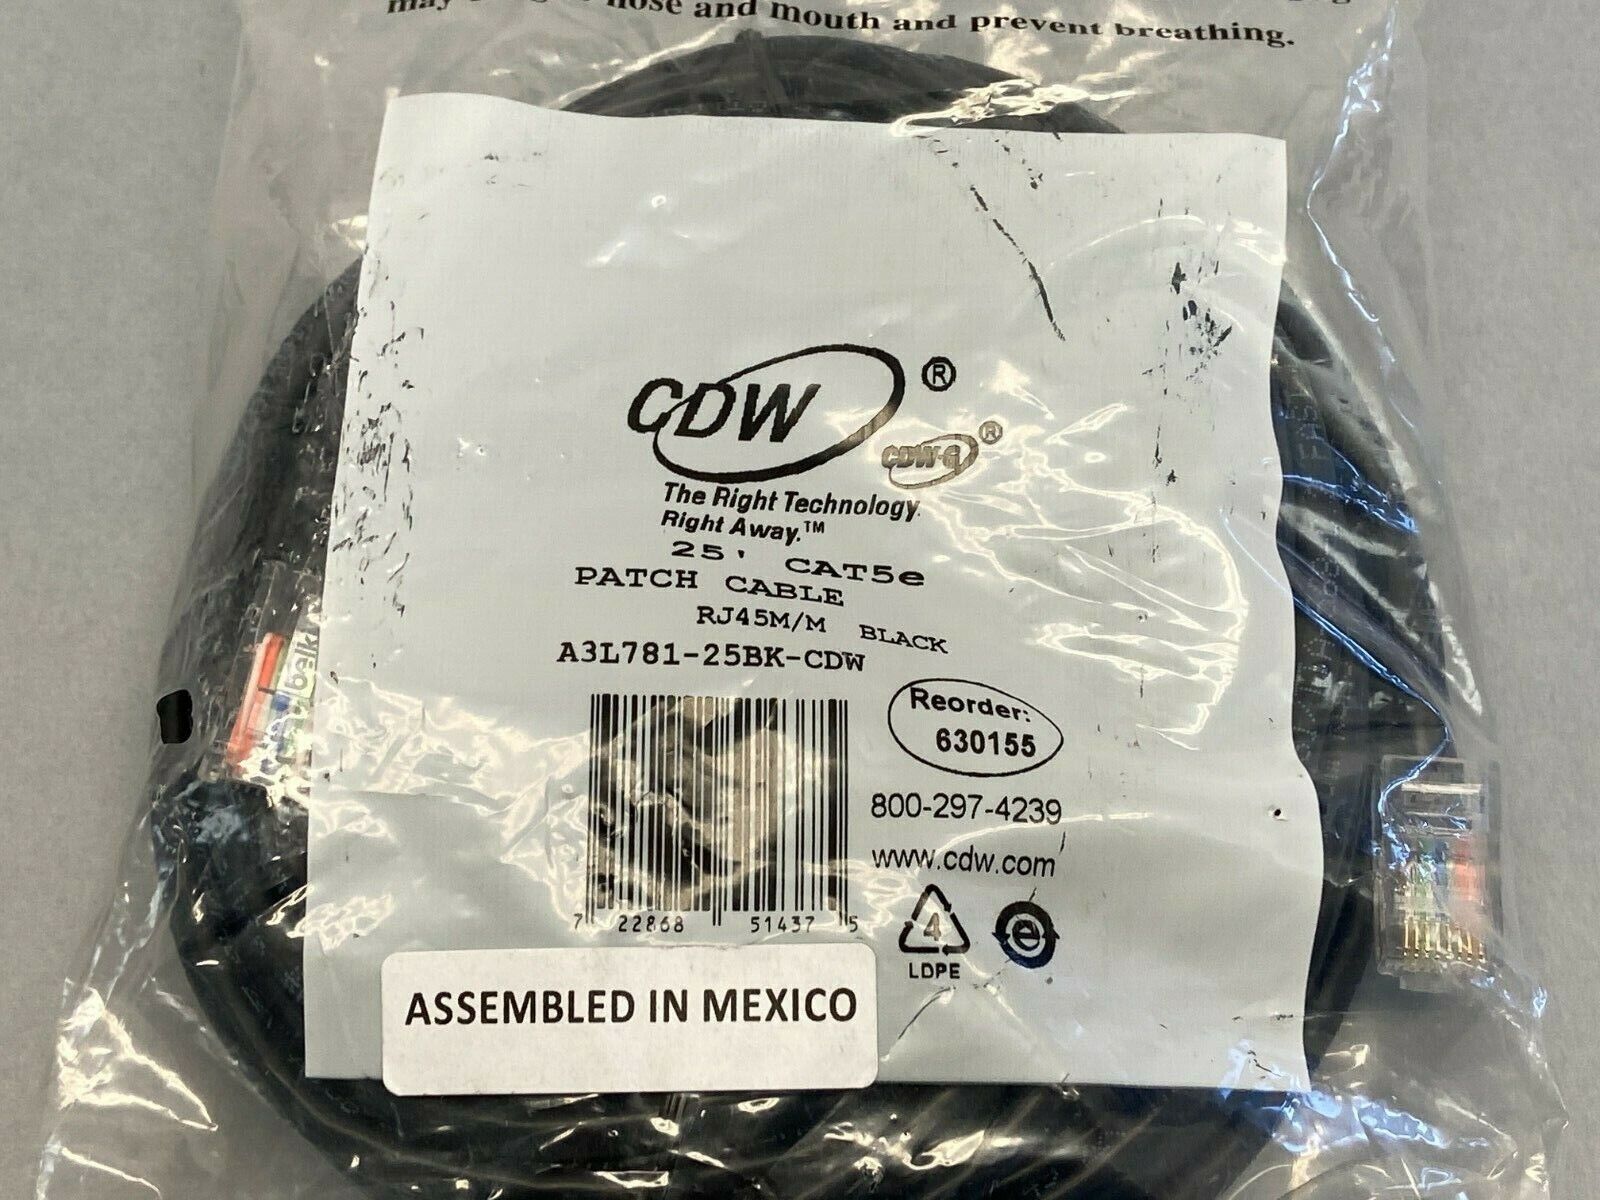 nose and mouth and prevent breathing.
CDW ®
CDW-G ®
The Right Technology.
Right Away.™
25' CAT5e
PATCH CABLE
RJ45M/M BLACK
A3L781-25BK-CDW
Reorder:
630155
800-297-4239
www.cdw.com
7 22868 51437 5
4
LDPE
e
ASSEMBLED IN MEXICO
belk